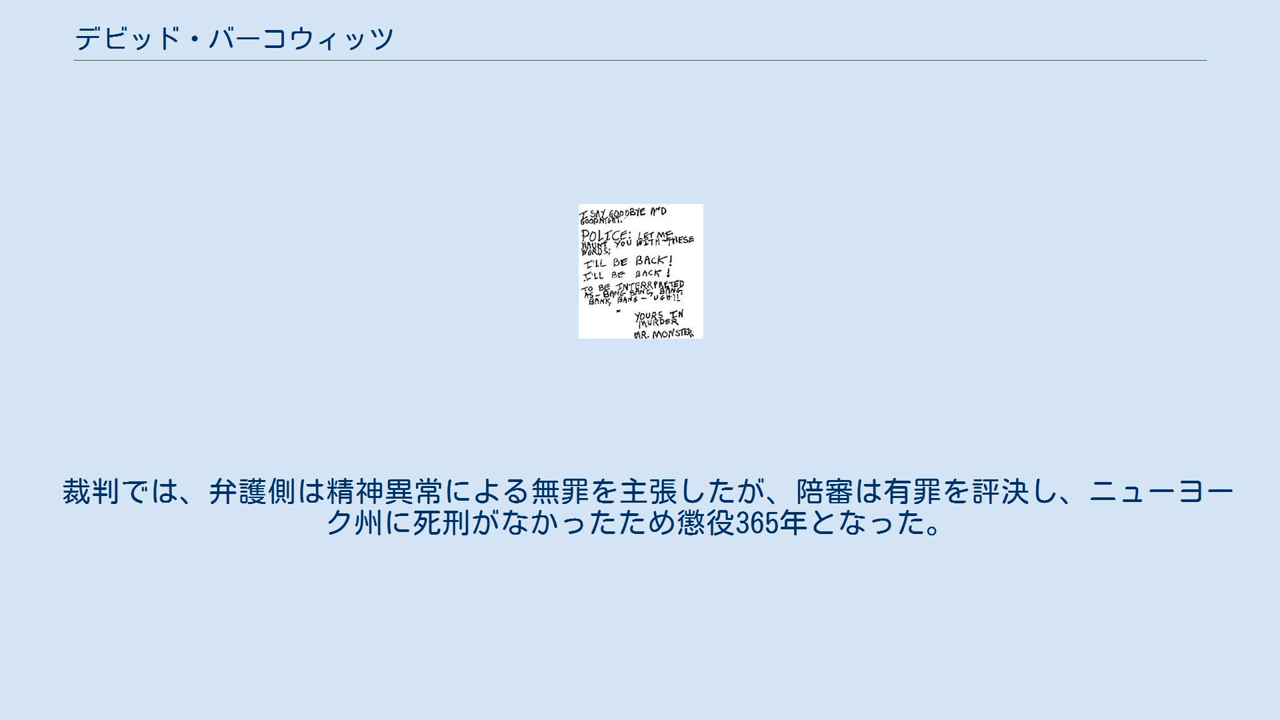 デビッド・バーコウィッツ
I SAY GOODBYE AND
GOODNIGHT.
POLICE: LET ME
HAUNT YOU WITH THESE
WORDS;
I'LL BE BACK!
I'LL BE BACK!
TO BE INTERRPRETED
AS - BANG BANG, BANG,
BANK, BANG - UGH!!
YOURS IN
MURDER
MR. MONSTER
裁判では、弁護側は精神異常による無罪を主張したが、陪審は有罪を評決し、ニューヨー
ク州に死刑がなかったため懲役365年となった。